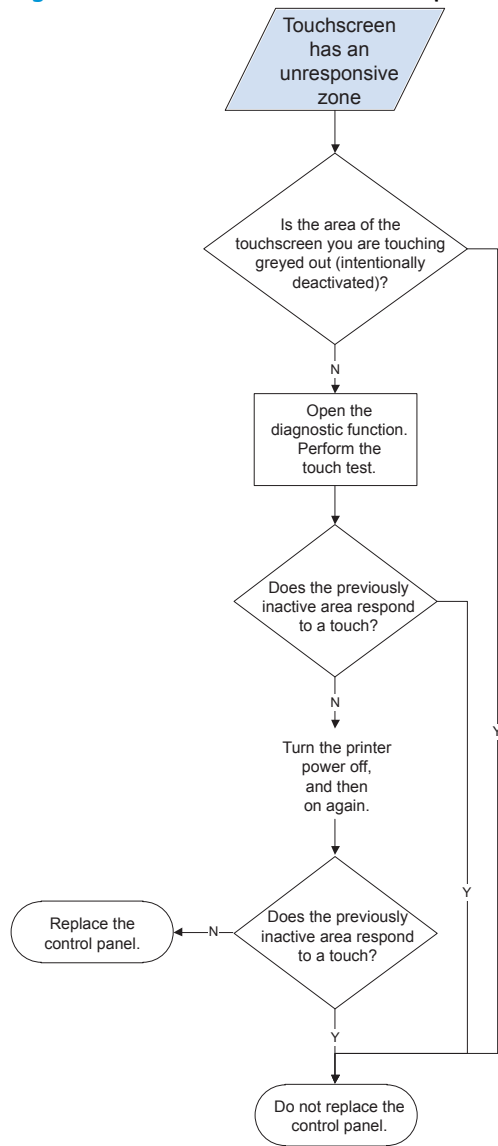 Touchscreen
has an
unresponsive
zone
Is the area of the
touchscreen you are touching
greyed out (intentionally
deactivated)?
N
Open the
diagnostic function.
Perform the
touch test.
Does the previously
inactive area respond
to a touch?
N
Y
Turn the printer
power off,
and then
on again.
Y
Replace the
control panel.
N
Does the previously
inactive area respond
to a touch?
Y
Do not replace the
control panel.